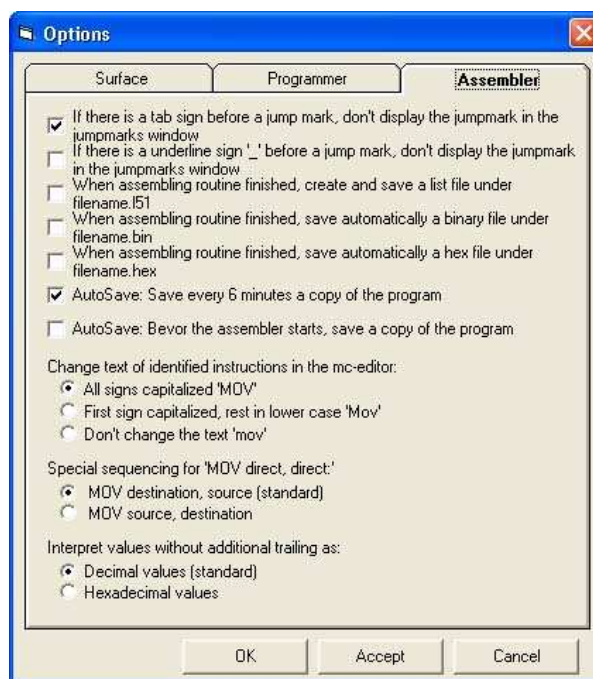 Options
Surface
Programmer
Assembler
If there is a tab sign before a jump mark, don't display the jumpmark in the
jumpmarks window
If there is a underline sign '_' before a jump mark, don't display the jumpmark
in the jumpmarks window
When assembling routine finished, create and save a list file under
filename.l51
When assembling routine finished, save automatically a binary file under
filename.bin
When assembling routine finished, save automatically a hex file under
filename.hex
AutoSave: Save every 6 minutes a copy of the program
AutoSave: Bevor the assembler starts, save a copy of the program
Change text of identified instructions in the mc-editor:
All signs capitalized 'MOV'
First sign capitalized, rest in lower case 'Mov'
Don't change the text 'mov'
Special sequencing for 'MOV direct, direct:'
MOV destination, source (standard)
MOV source, destination
Interpret values without additional trailing as:
Decimal values (standard)
Hexadecimal values
OK
Accept
Cancel